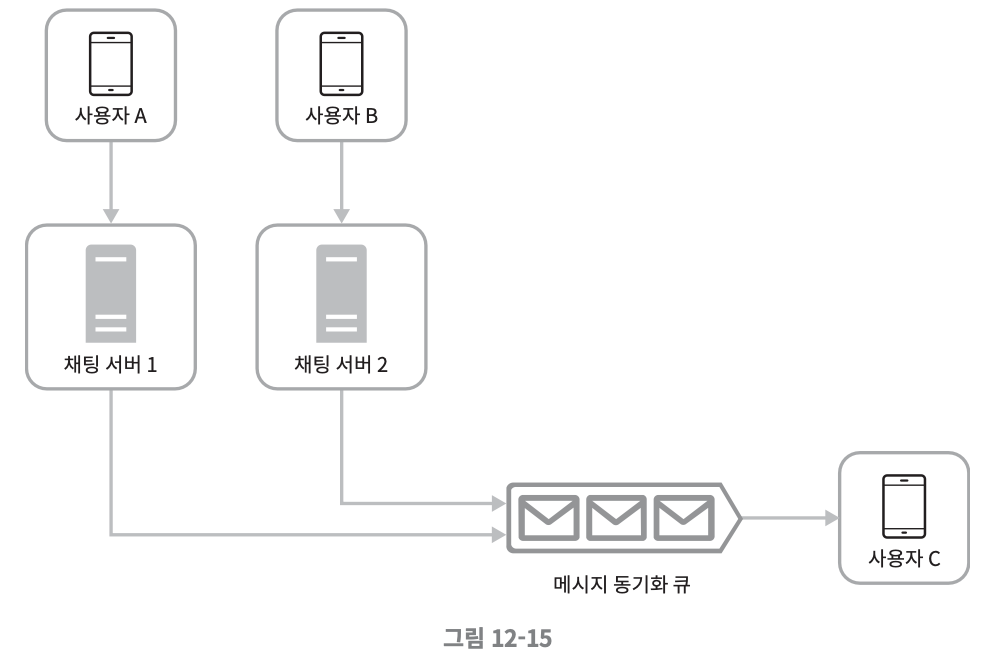 사용자 A
사용자 B
채팅 서버 1
채팅 서버 2
메시지 동기화 큐
사용자 C
그림 12-15